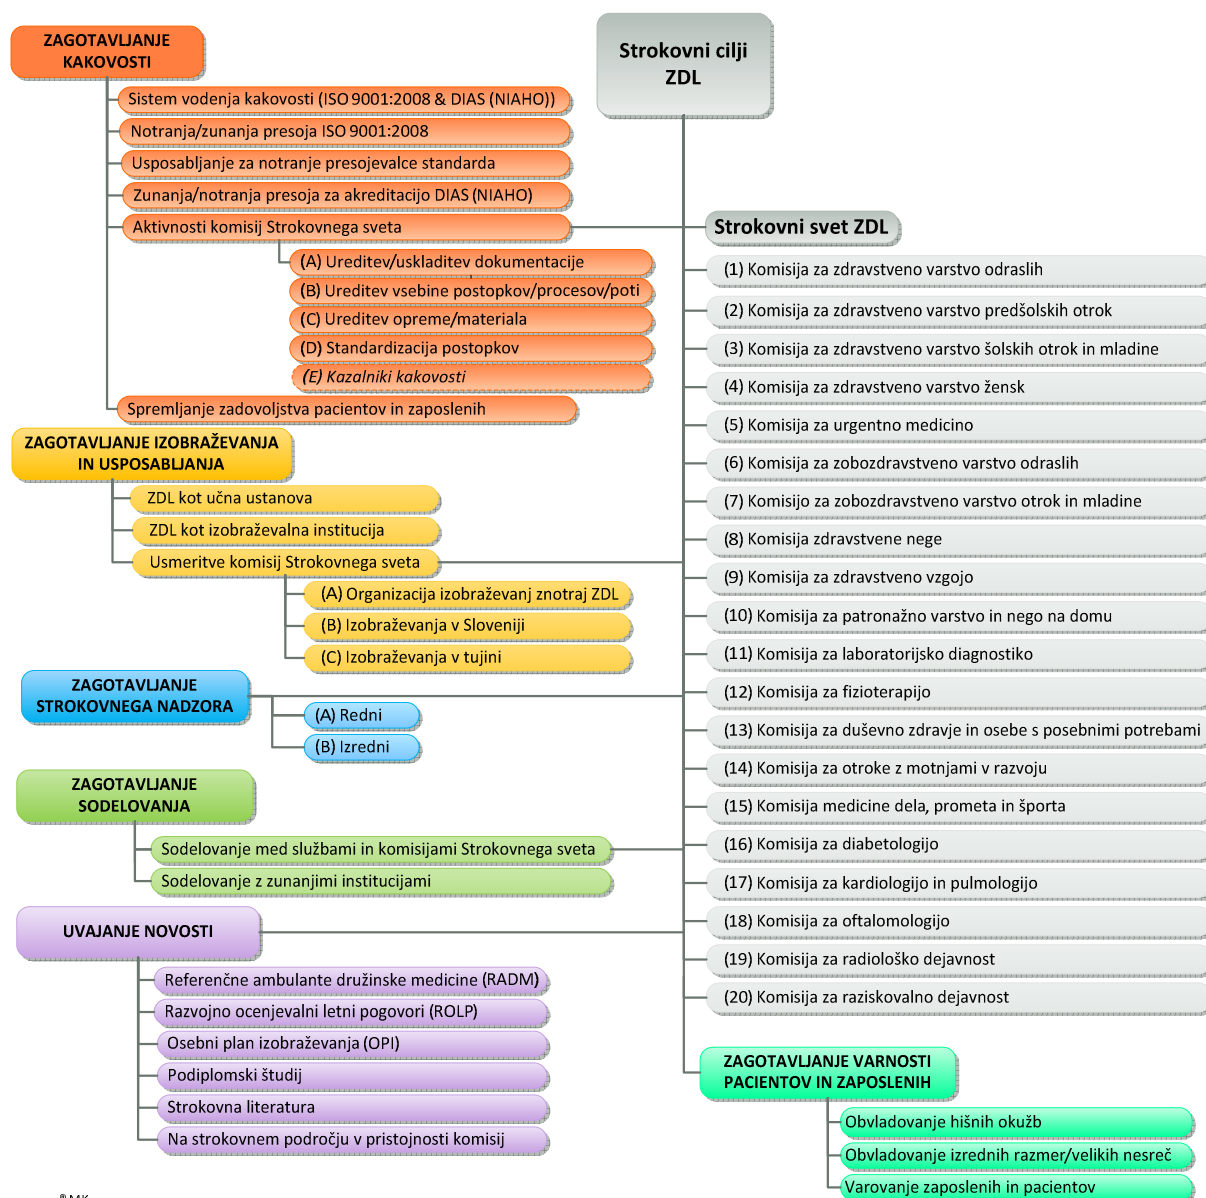 ZAGOTAVLJANJE
KAKOVOSTI
Sistem vodenja kakovosti (ISO 9001:2008 & DIAS (NIAHO))
Notranja/zunanja presoja ISO 9001:2008
Usposabljanje za notranje presojevalce standarda
Zunanja/notranja presoja za akreditacijo DIAS (NIAHO)
Aktivnosti komisij Strokovnega sveta
(A) Ureditev/uskladitev dokumentacije
(B) Ureditev vsebine postopkov/procesov/poti
(C) Ureditev opreme/materiala
(D) Standardizacija postopkov
(E) Kazalniki kakovosti
Spremljanje zadovoljstva pacientov in zaposlenih
ZAGOTAVLJANJE IZOBRAŽEVANJA
IN USPOSABLJANJA
ZDL kot učna ustanova
ZDL kot izobraževalna institucija
Usmeritve komisij Strokovnega sveta
(A) Organizacija izobraževanj znotraj ZDL
(B) Izobraževanja v Sloveniji
(C) Izobraževanja v tujini
ZAGOTAVLJANJE
STROKOVNEGA NADZORA
(A) Redni
(B) Izredni
ZAGOTAVLJANJE
SODELOVANJA
Sodelovanje med službami in komisijami Strokovnega sveta
Sodelovanje z zunanjimi institucijami
UVAJANJE NOVOSTI
Referenčne ambulante družinske medicine (RADM)
Razvojno ocenjevalni letni pogovori (ROLP)
Osebni plan izobraževanja (OPI)
Podiplomski študij
Strokovna literatura
Na strokovnem področju v pristojnosti komisij
® MK
Strokovni cilji
ZDL
Strokovni svet ZDL
(1) Komisija za zdravstveno varstvo odraslih
(2) Komisija za zdravstveno varstvo predšolskih otrok
(3) Komisija za zdravstveno varstvo šolskih otrok in mladine
(4) Komisija za zdravstveno varstvo žensk
(5) Komisija za urgentno medicino
(6) Komisija za zobozdravstveno varstvo odraslih
(7) Komisijo za zobozdravstveno varstvo otrok in mladine
(8) Komisija zdravstvene nege
(9) Komisija za zdravstveno vzgojo
(10) Komisija za patronažno varstvo in nego na domu
(11) Komisija za laboratorijsko diagnostiko
(12) Komisija za fizioterapijo
(13) Komisija za duševno zdravje in osebe s posebnimi potrebami
(14) Komisija za otroke z motnjami v razvoju
(15) Komisija medicine dela, prometa in športa
(16) Komisija za diabetologijo
(17) Komisija za kardiologijo in pulmologijo
(18) Komisija za oftalomologijo
(19) Komisija za radiološko dejavnost
(20) Komisija za raziskovalno dejavnost
ZAGOTAVLJANJE VARNOSTI
PACIENTOV IN ZAPOSLENIH
Obvladovanje hišnih okužb
Obvladovanje izrednih razmer/velikih nesreč
Varovanje zaposlenih in pacientov